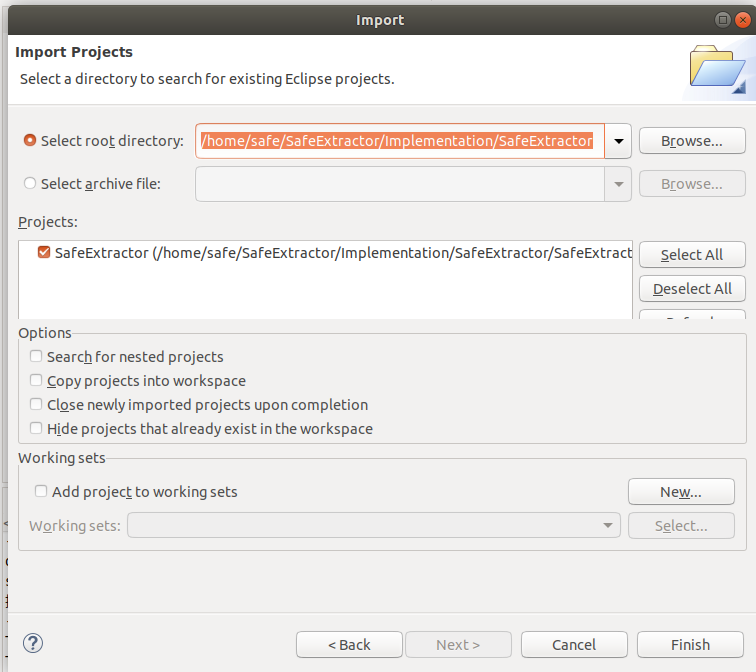 Import
Import Projects
Select a directory to search for existing Eclipse projects.
Select root directory: /home/safe/SafeExtractor/Implementation/SafeExtractor Browse...
Select archive file: Browse...
Projects:
SafeExtractor (/home/safe/SafeExtractor/Implementation/SafeExtractor/SafeExtract Select All
Deselect All
Options
Search for nested projects
Copy projects into workspace
Close newly imported projects upon completion
Hide projects that already exist in the workspace
Working sets
Add project to working sets New...
Working sets: Select...
? < Back Next > Cancel Finish